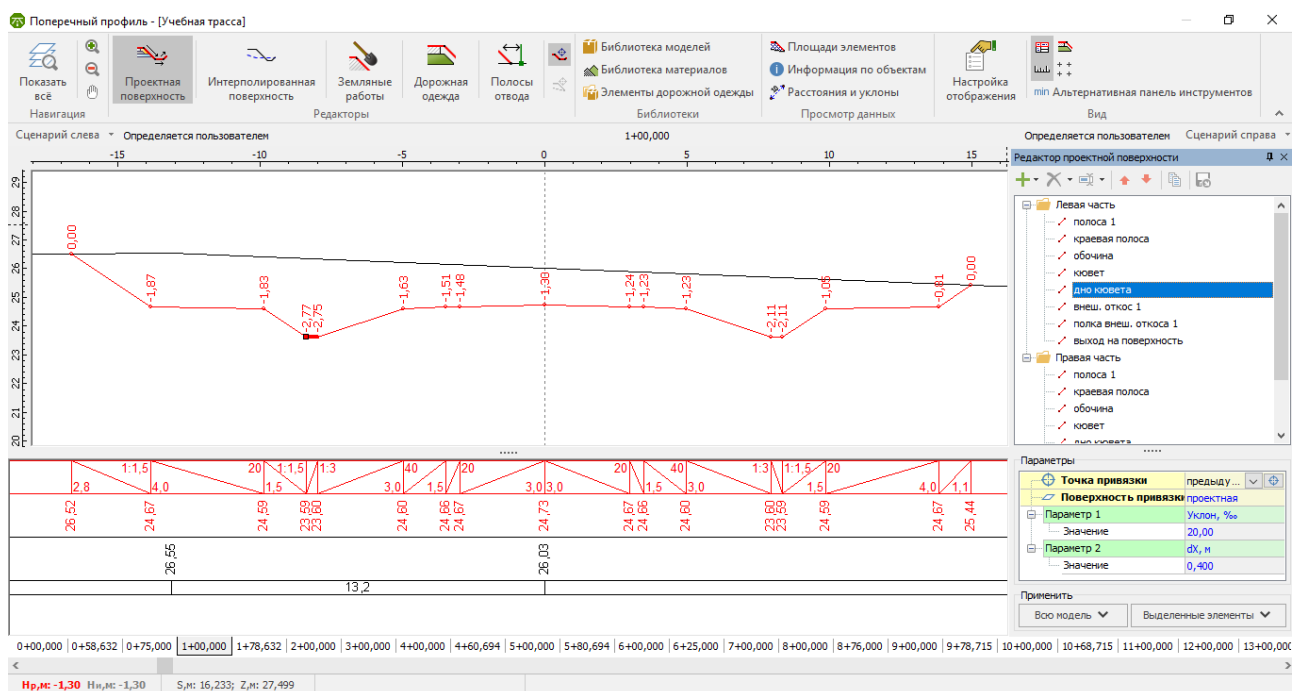 Поперечный профиль - [Учебная трасса]
Показать всё
Навигация
Проектная поверхность
Интерполированная поверхность
Земляные работы
Дорожная одежда
Полосы отвода
Редакторы
Библиотека моделей
Библиотека материалов
Элементы дорожной одежды
Библиотеки
Площади элементов
Информация по объектам
Расстояния и уклоны
Просмотр данных
Настройка отображения
min Альтернативная панель инструментов
Вид
Сценарий слева Определяется пользователем 1+00,000 Определяется пользователем Сценарий справа
-15 -10 -5 0 5 10 15
29
28
27
26
25
24
23
22
21
20
0,00 -1,87 -1,83 -2,77 -2,75 -1,63 -1,51 -1,48 -1,30 -1,24 -1,23 -1,23 -2,11 -2,11 -1,05 -0,81 0,00
1:1,5 20 1:1,5 1:3 40 20 20 40 1:3 1:1,5 20
2,8 4,0 1,5 3,0 1,5 3,0 3,0 1,5 3,0 1,5 4,0 1,1
26,52 24,67 24,59 23,59 23,60 24,60 24,66 24,67 24,73 24,67 24,66 24,60 23,60 23,59 24,59 24,67 25,44
26,55 26,03
13,2
Редактор проектной поверхности
Левая часть
полоса 1
краевая полоса
обочина
кювет
дно кювета
внеш. откос 1
полка внеш. откоса 1
выход на поверхность
Правая часть
полоса 1
краевая полоса
обочина
кювет
дно кювета
Параметры
Точка привязки предыду...
Поверхность привязки проектная
Параметр 1 Уклон, ‰
Значение 20,00
Параметр 2 dX, м
Значение 0,400
Применить
Всю модель Выделенные элементы
0+00,000 0+58,632 0+75,000 1+00,000 1+78,632 2+00,000 3+00,000 4+00,000 4+60,694 5+00,000 5+80,694 6+00,000 6+25,000 7+00,000 8+00,000 8+76,000 9+00,000 9+78,715 10+00,000 10+68,715 11+00,000 12+00,000 13+00,000
Нр,м: -1,30 Ни,м: -1,30 S,м: 16,233; Z,м: 27,499